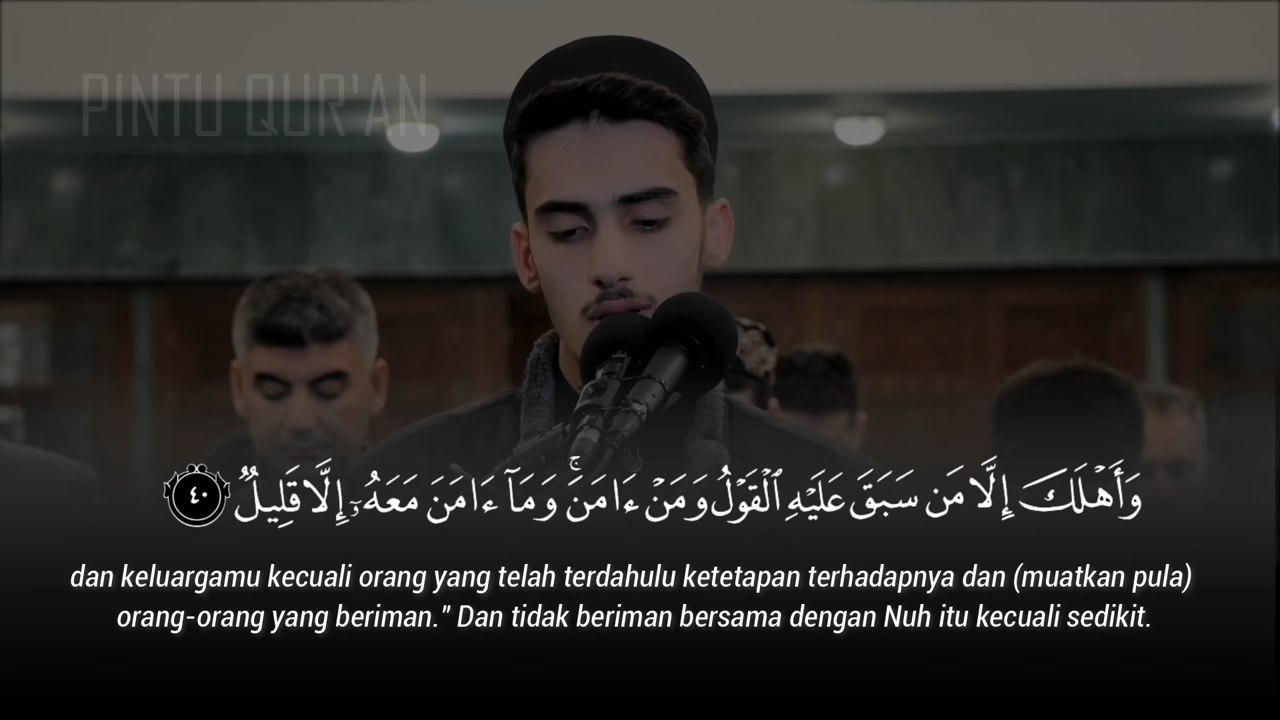 PINTU QUR'AN
وَأَهْلَكَ إِلَّا مَن سَبَقَ عَلَيْهِ ٱلْقَوْلُ وَمَنْ ءَامَنَ ۚ وَمَآ ءَامَنَ مَعَهُۥٓ إِلَّا قَلِيلٌ ٤٠
dan keluargamu kecuali orang yang telah terdahulu ketetapan terhadapnya dan (muatkan pula)
orang-orang yang beriman." Dan tidak beriman bersama dengan Nuh itu kecuali sedikit.